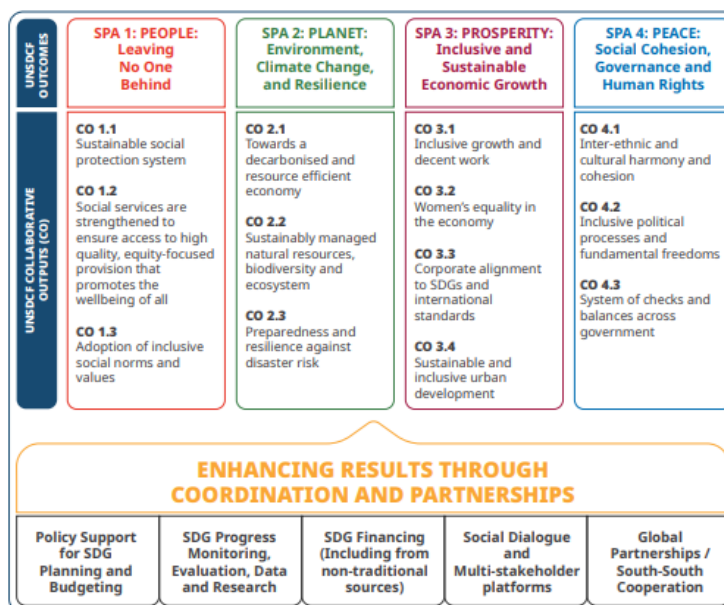 UNSDCF
OUTCOMES
SPA 1: PEOPLE:
Leaving
No One
Behind
SPA 2: PLANET:
Environment,
Climate Change,
and Resilience
SPA 3: PROSPERITY:
Inclusive and
Sustainable
Economic Growth
SPA 4: PEACE:
Social Cohesion,
Governance and
Human Rights
UNSDCF COLLABORATIVE
OUTPUTS (CO)
CO 1.1
Sustainable social
protection system
CO 1.2
Social services are
strengthened to
ensure access to high
quality, equity-focused
provision that
promotes the
wellbeing of all
CO 1.3
Adoption of inclusive
social norms and
values
CO 2.1
Towards a
decarbonised and
resource efficient
economy
CO 2.2
Sustainably managed
natural resources,
biodiversity and
ecosystem
CO 2.3
Preparedness and
resilience against
disaster risk
CO 3.1
Inclusive growth and
decent work
CO 3.2
Women's equality in
the economy
CO 3.3
Corporate alignment
to SDGs and
international
standards
CO 3.4
Sustainable and
inclusive urban
development
CO 4.1
Inter-ethnic and
cultural harmony and
cohesion
CO 4.2
Inclusive political
processes and
fundamental freedoms
CO 4.3
System of checks and
balances across
government
ENHANCING RESULTS THROUGH
COORDINATION AND PARTNERSHIPS
Policy Support
for SDG
Planning and
Budgeting
SDG Progress
Monitoring,
Evaluation, Data
and Research
SDG Financing
(Including from
non-traditional
sources)
Social Dialogue
and
Multi-stakeholder
platforms
Global
Partnerships /
South-South
Cooperation